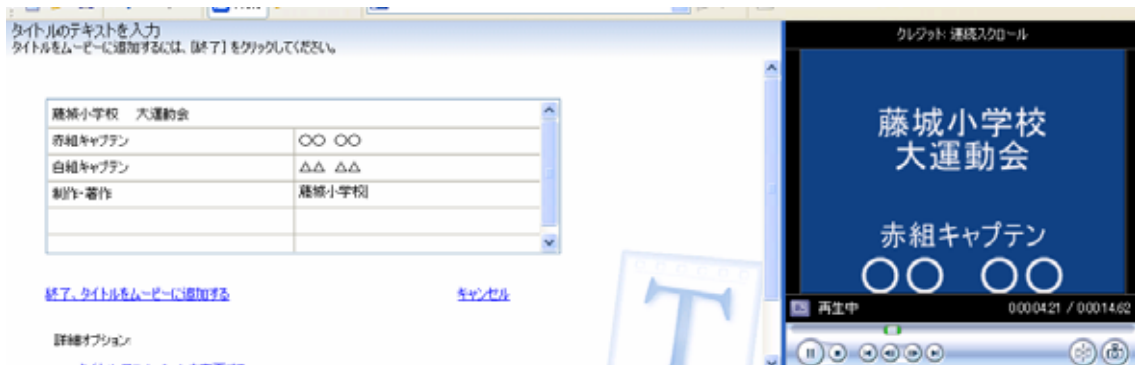 タイトルのテキストを入力
タイトルをムービーに追加するには、[終了] をクリックしてください。
藤城小学校 大運動会
赤組キャプテン ○○ ○○
白組キャプテン △△ △△
制作・著作 藤城小学校
終了、タイトルをムービーに追加する キャンセル
詳細オプション:
クレジット: 連続スクロール
藤城小学校
大運動会
赤組キャプテン
○○ ○○
再生中 0:00:04.21 / 0:00:14.62